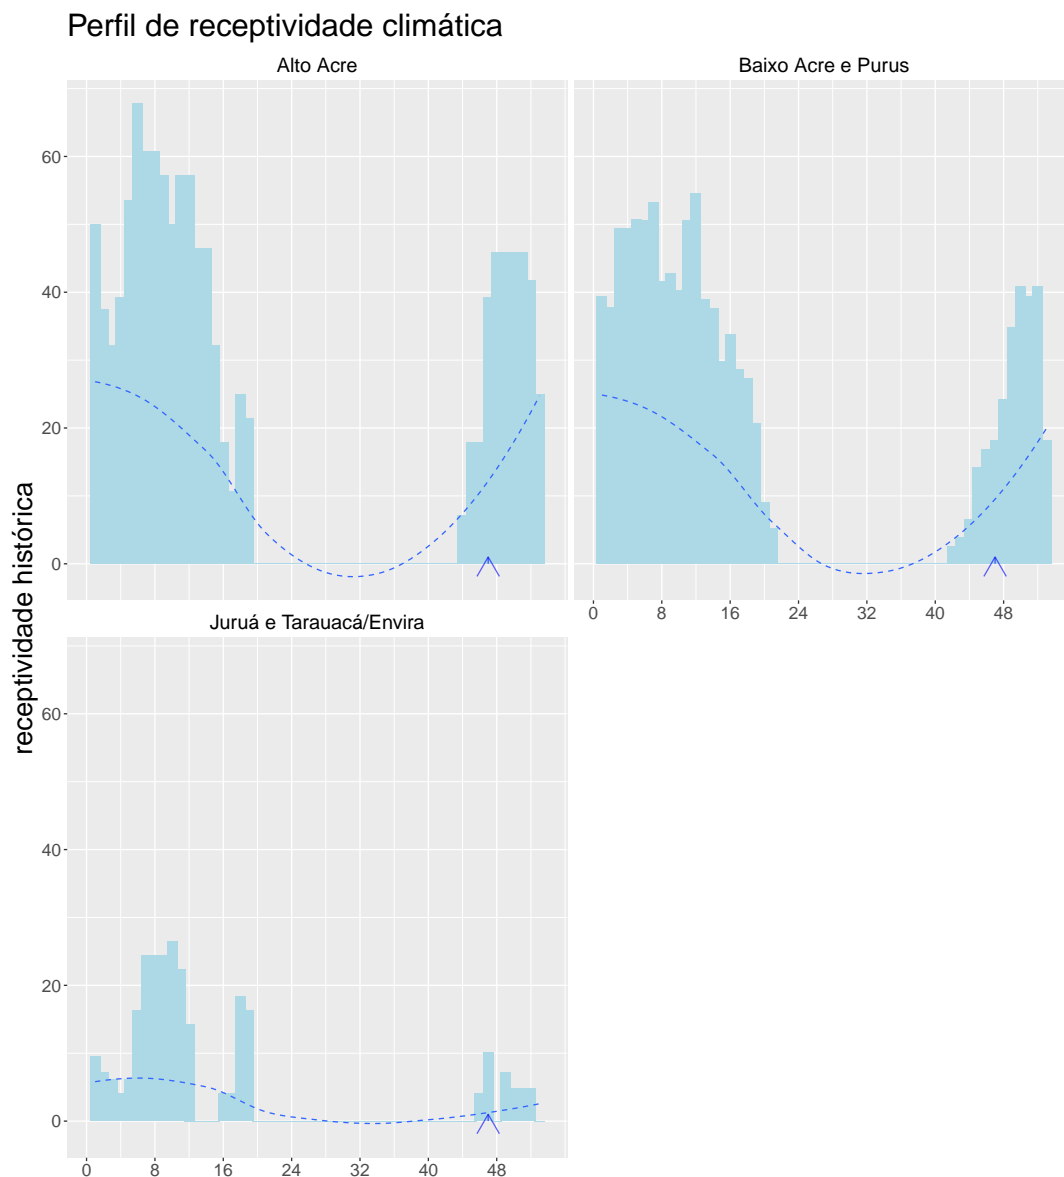 Perfil de receptividade climática
Alto Acre
Baixo Acre e Purus
60
40
20
0
0 8 16 24 32 40 48
receptividade histórica
Juruá e Tarauacá/Envira
60
40
20
0
0 8 16 24 32 40 48